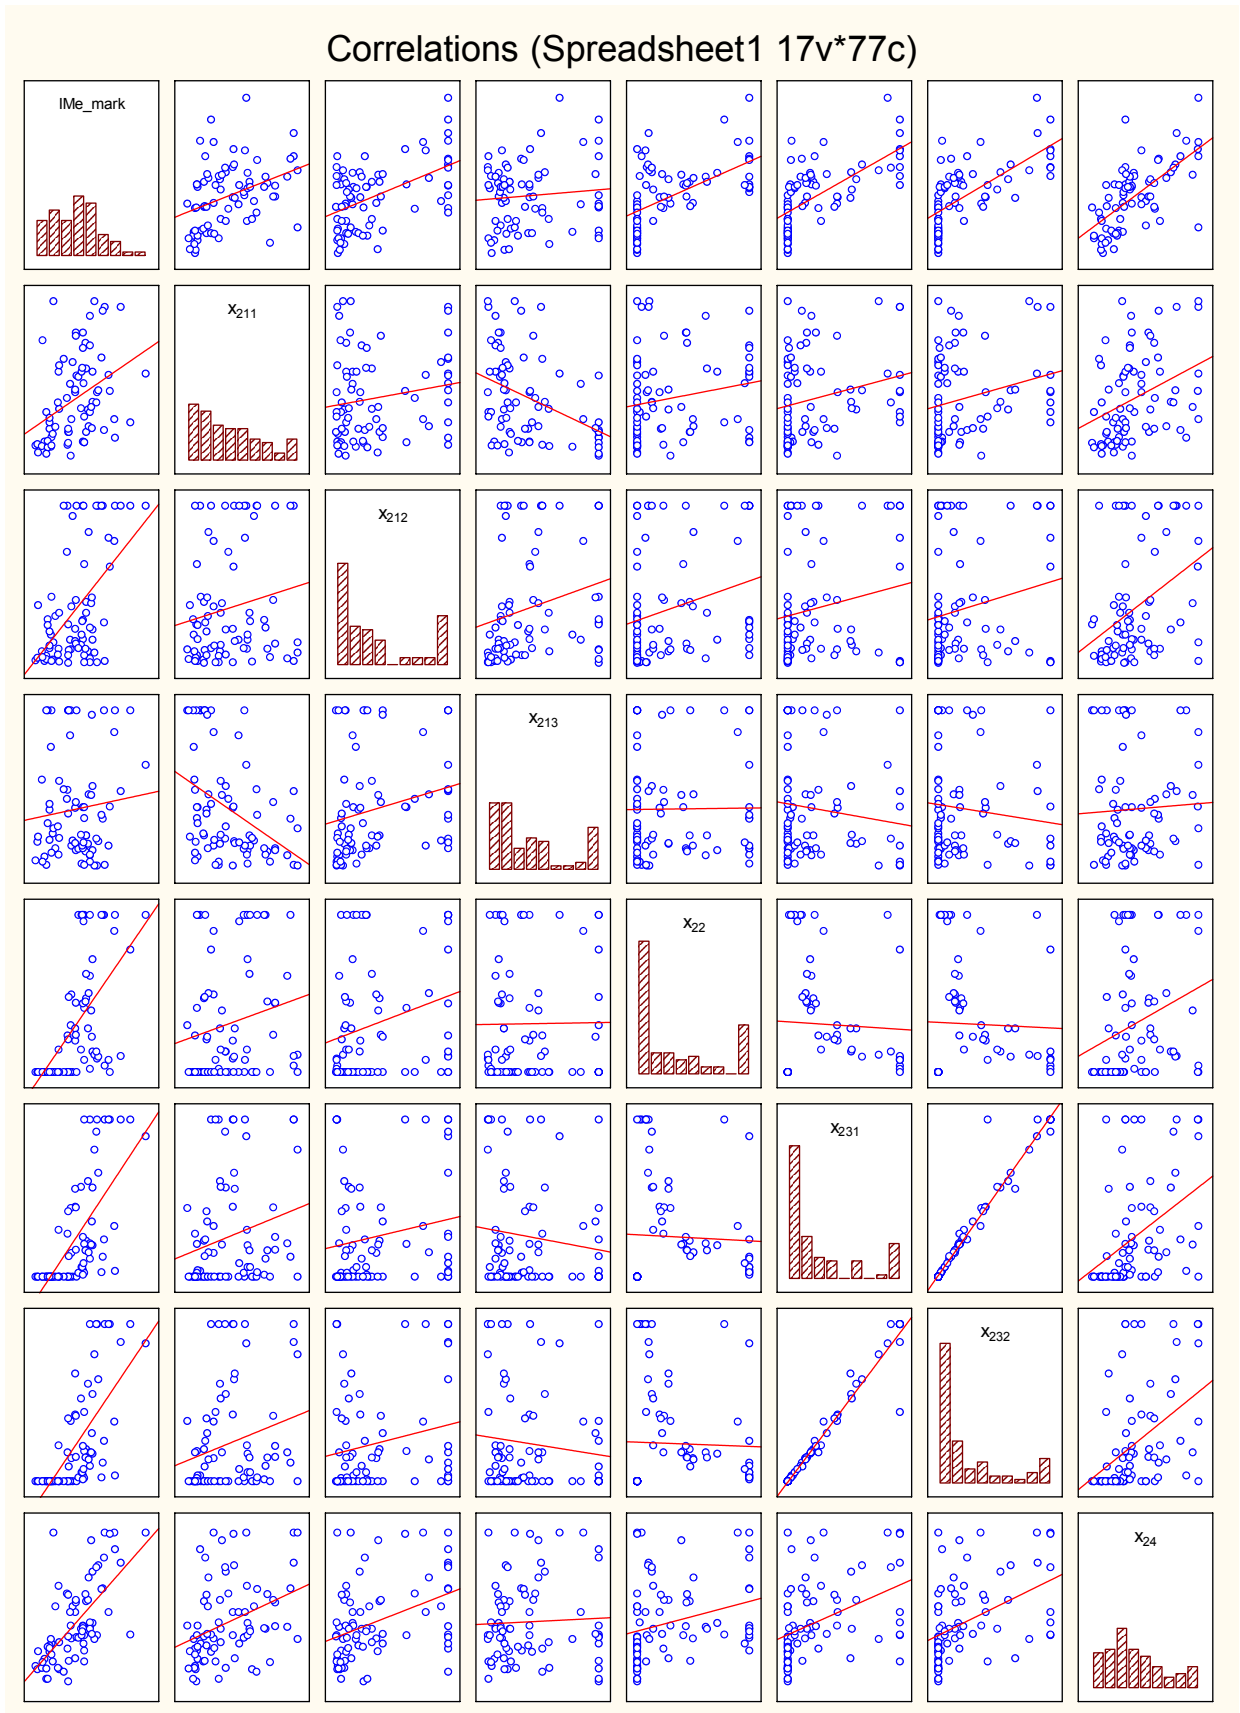 Correlations (Spreadsheet1 17v*77c)
IMe_mark
x211
x212
x213
x22
x231
x232
x24